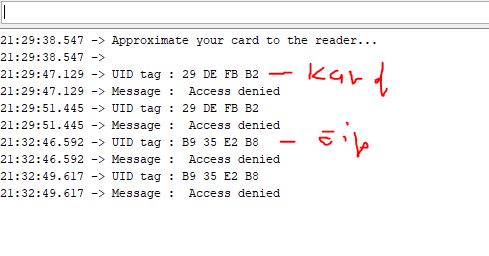 21:29:38.547 -> Approximate your card to the reader...
21:29:38.547 ->
21:29:47.129 -> UID tag : 29 DE FB B2 — Kard
21:29:47.129 -> Message :  Access denied
21:29:51.445 -> UID tag : 29 DE FB B2
21:29:51.445 -> Message :  Access denied
21:32:46.592 -> UID tag : B9 35 E2 B8 — čip
21:32:46.592 -> Message :  Access denied
21:32:49.617 -> UID tag : B9 35 E2 B8
21:32:49.617 -> Message :  Access denied